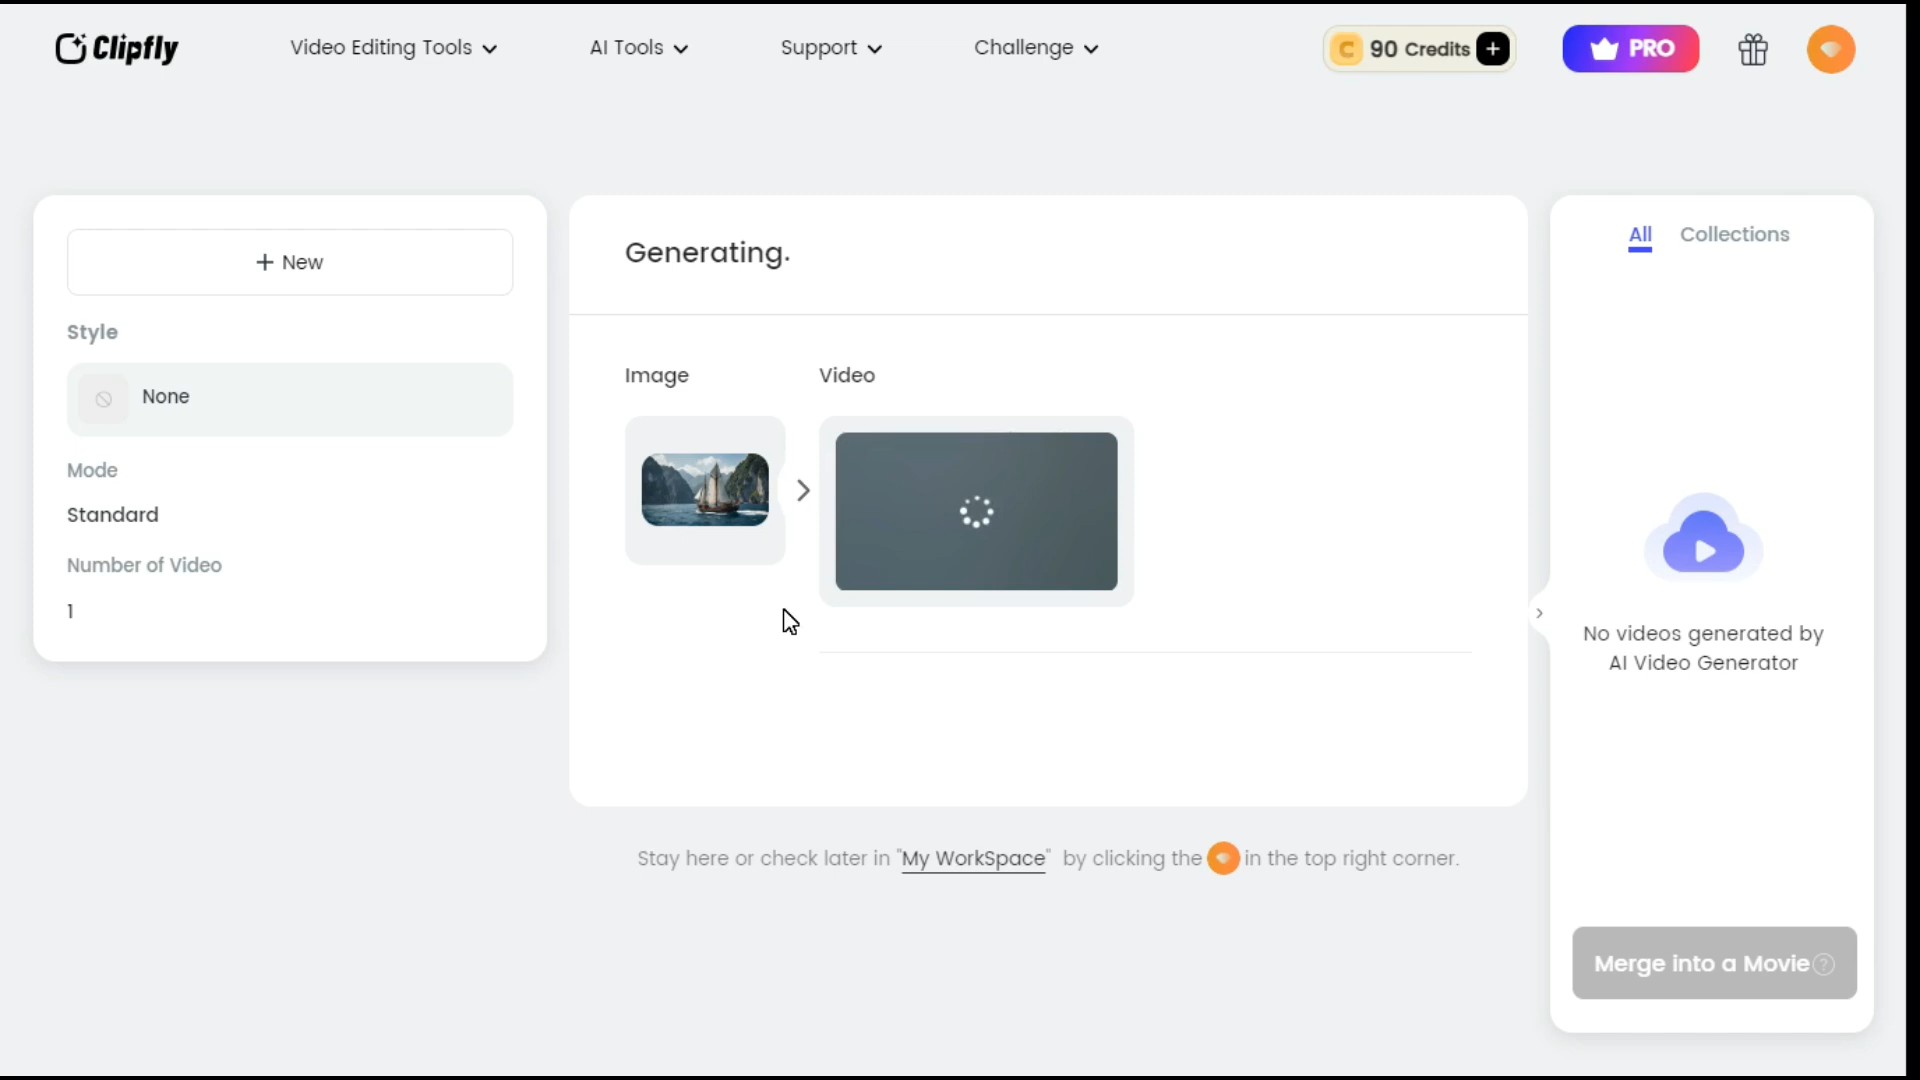 Clipfly
Video Editing Tools
AI Tools
Support
Challenge
C 90 Credits +
PRO
+ New
Style
None
Mode
Standard
Number of Video
1
Generating.
Image
Video
All
Collections
No videos generated by
AI Video Generator
Merge into a Movie ?
Stay here or check later in "My WorkSpace" by clicking the in the top right corner.